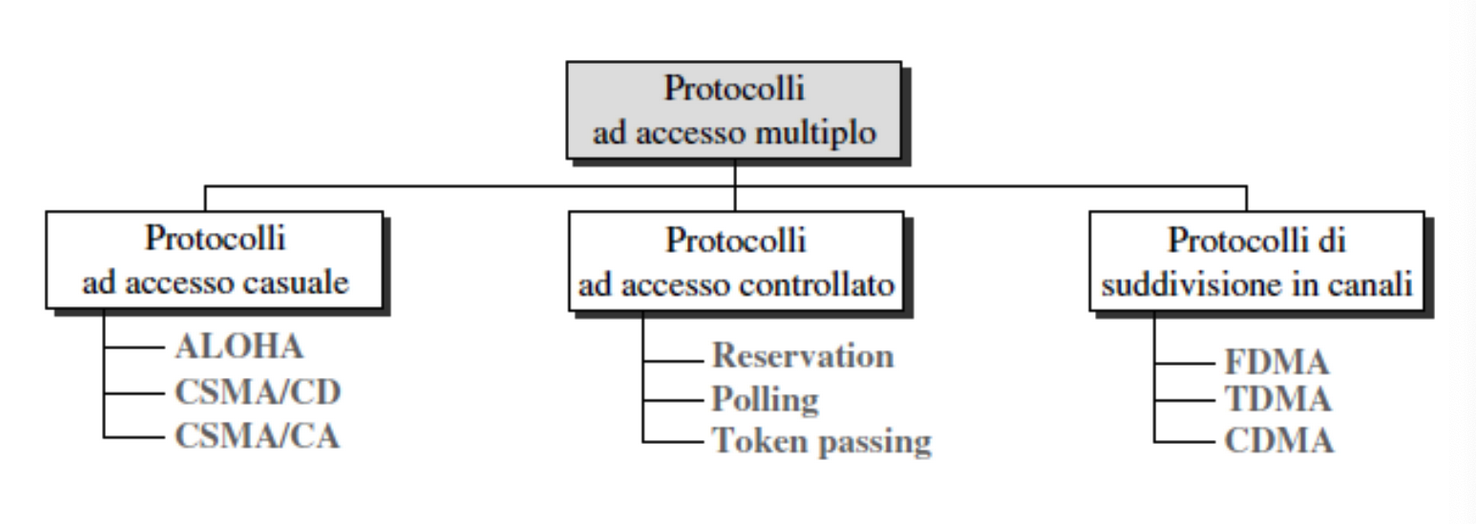 Protocolli
ad accesso multiplo
Protocolli
ad accesso casuale
ALOHA
CSMA/CD
CSMA/CA
Protocolli
ad accesso controllato
Reservation
Polling
Token passing
Protocolli di
suddivisione in canali
FDMA
TDMA
CDMA